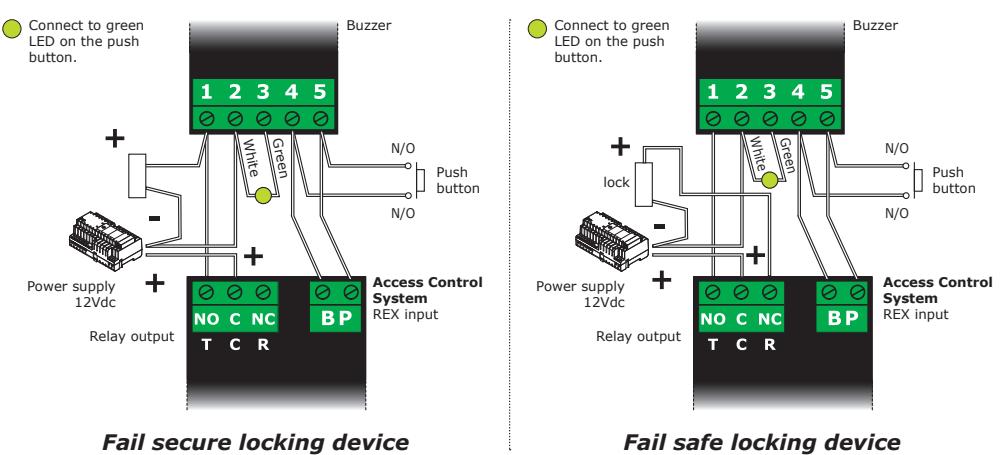 Connect to green
LED on the push
button.
Buzzer
1 2 3 4 5
+
White
Green
N/O
Push
button
N/O
-
+
Power supply
12Vdc
+
Access Control
System
REX input
NO C NC
B P
Relay output
T C R
Fail secure locking device
Connect to green
LED on the push
button.
Buzzer
1 2 3 4 5
+
White
Green
N/O
lock
Push
button
N/O
-
+
Power supply
12Vdc
+
Access Control
System
REX input
NO C NC
B P
Relay output
T C R
Fail safe locking device